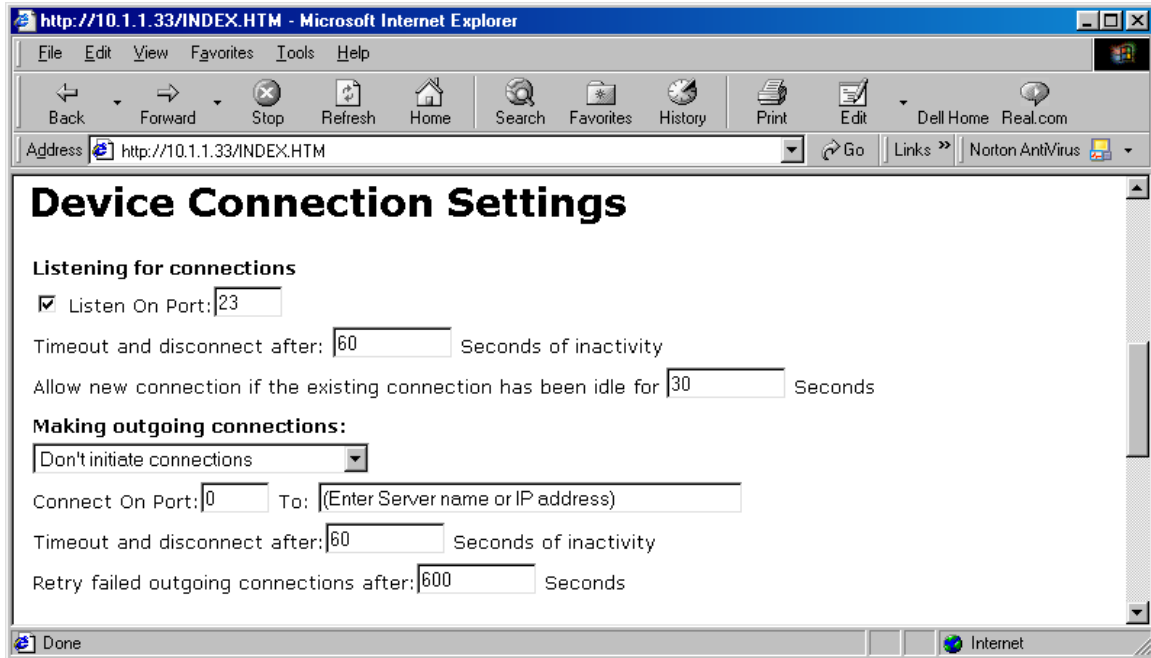 http://10.1.1.33/INDEX.HTM - Microsoft Internet Explorer
File Edit View Favorites Tools Help
Back Forward Stop Refresh Home Search Favorites History Print Edit Dell Home Real.com
Address http://10.1.1.33/INDEX.HTM Go Links » Norton AntiVirus
Device Connection Settings
Listening for connections
Listen On Port: 23
Timeout and disconnect after: 60 Seconds of inactivity
Allow new connection if the existing connection has been idle for 30 Seconds
Making outgoing connections:
Don't initiate connections
Connect On Port: 0 To: (Enter Server name or IP address)
Timeout and disconnect after: 60 Seconds of inactivity
Retry failed outgoing connections after: 600 Seconds
Done Internet